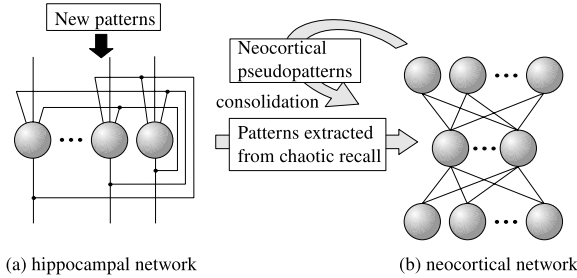 New patterns
Neocortical
pseudopatterns
consolidation
Patterns extracted
from chaotic recall
(a) hippocampal network
(b) neocortical network